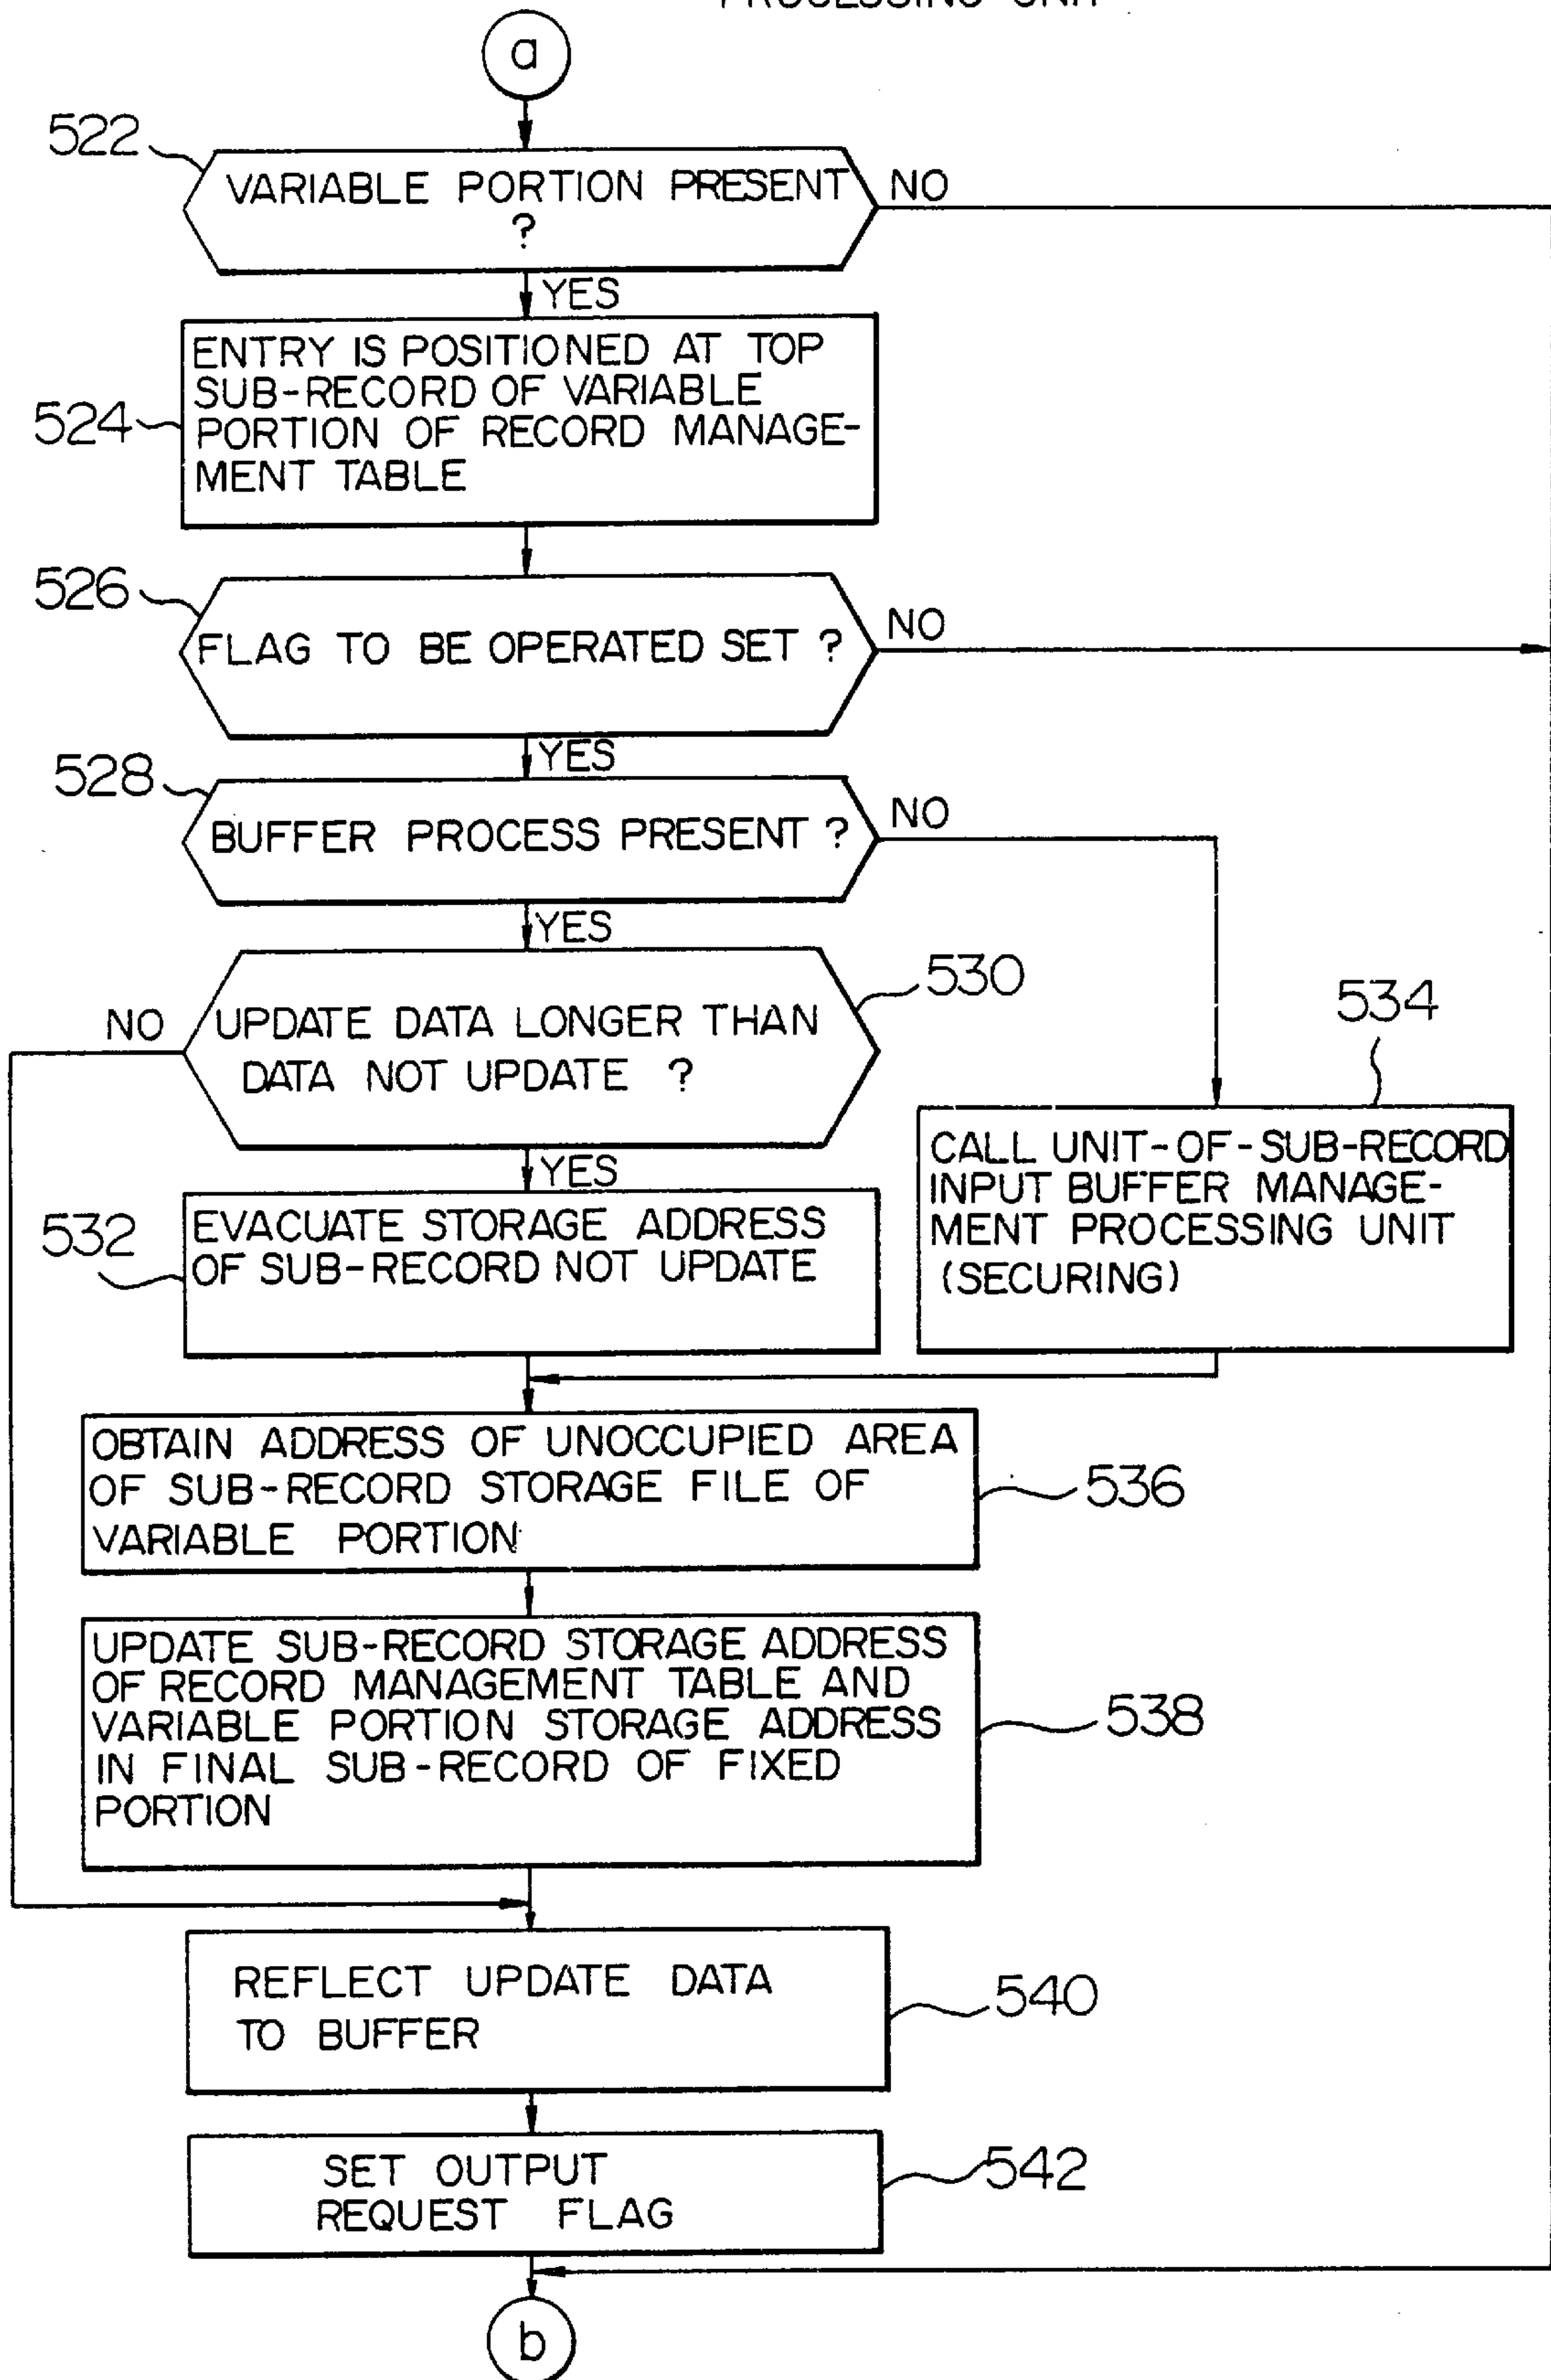 PROCESSING UNIT
a
522
VARIABLE PORTION PRESENT
?
NO
YES
524
ENTRY IS POSITIONED AT TOP
SUB-RECORD OF VARIABLE
PORTION OF RECORD MANAGE-
MENT TABLE
526
FLAG TO BE OPERATED SET ?
NO
YES
528
BUFFER PROCESS PRESENT ?
NO
YES
530
UPDATE DATA LONGER THAN
DATA NOT UPDATE ?
NO
YES
534
CALL UNIT-OF-SUB-RECORD
INPUT BUFFER MANAGE-
MENT PROCESSING UNIT
(SECURING)
532
EVACUATE STORAGE ADDRESS
OF SUB-RECORD NOT UPDATE
OBTAIN ADDRESS OF UNOCCUPIED AREA
OF SUB-RECORD STORAGE FILE OF
VARIABLE PORTION
536
UPDATE SUB-RECORD STORAGE ADDRESS
OF RECORD MANAGEMENT TABLE AND
VARIABLE PORTION STORAGE ADDRESS
IN FINAL SUB-RECORD OF FIXED
PORTION
538
REFLECT UPDATE DATA
TO BUFFER
540
SET OUTPUT
REQUEST FLAG
542
b